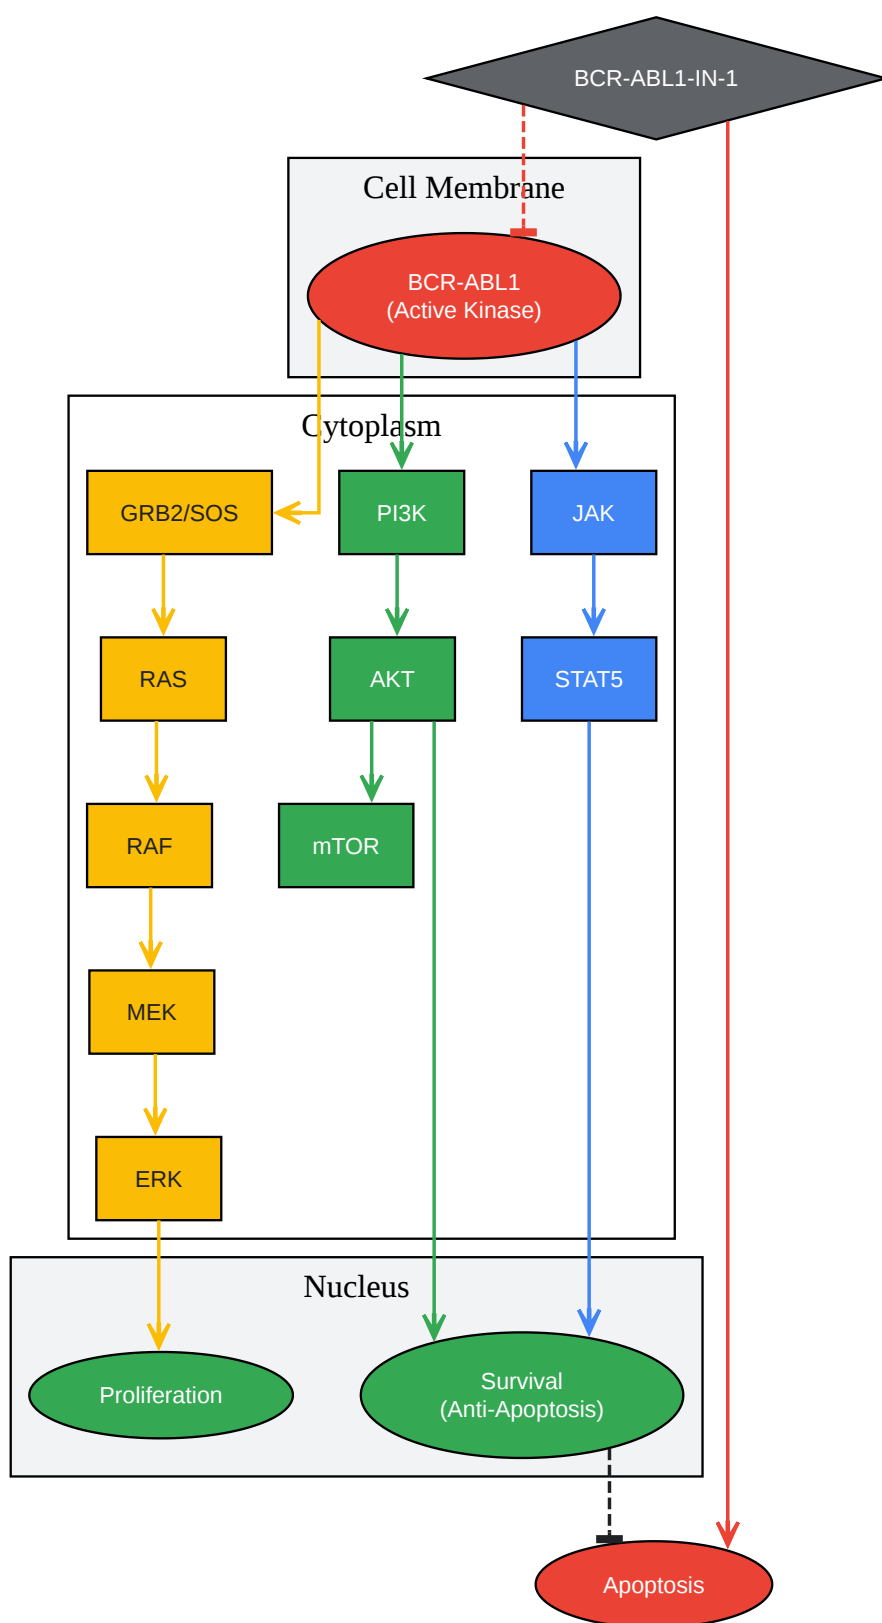 BCR-ABL1-IN-1
Cell Membrane
BCR-ABL1
(Active Kinase)
Cytoplasm
GRB2/SOS
PI3K
JAK
RAS
AKT
STAT5
RAF
mTOR
MEK
ERK
Nucleus
Proliferation
Survival
(Anti-Apoptosis)
Apoptosis